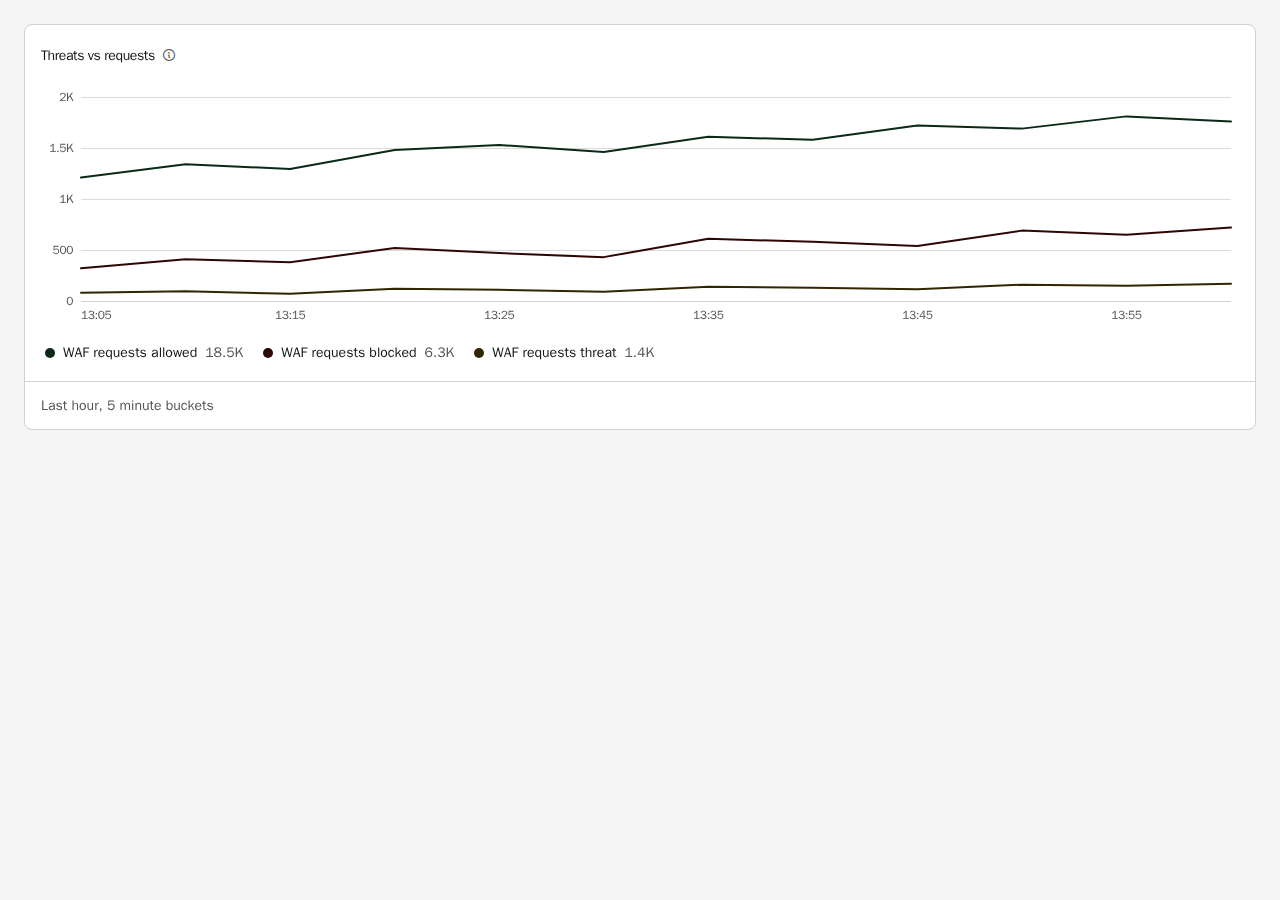 Threats vs requests
2K
1.5K
1K
500
0
13:05 13:15 13:25 13:35 13:45 13:55
WAF requests allowed 18.5K WAF requests blocked 6.3K WAF requests threat 1.4K
Last hour, 5 minute buckets